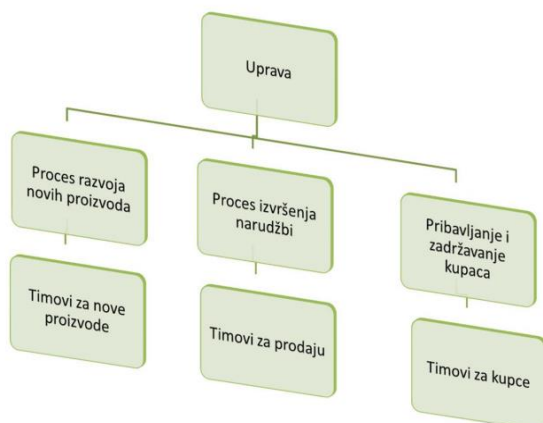 Uprava
Proces razvoja
novih proizvoda
Proces izvršenja
narudžbi
Pribavljanje i
zadržavanje
kupaca
Timovi za nove
proizvode
Timovi za prodaju
Timovi za kupce